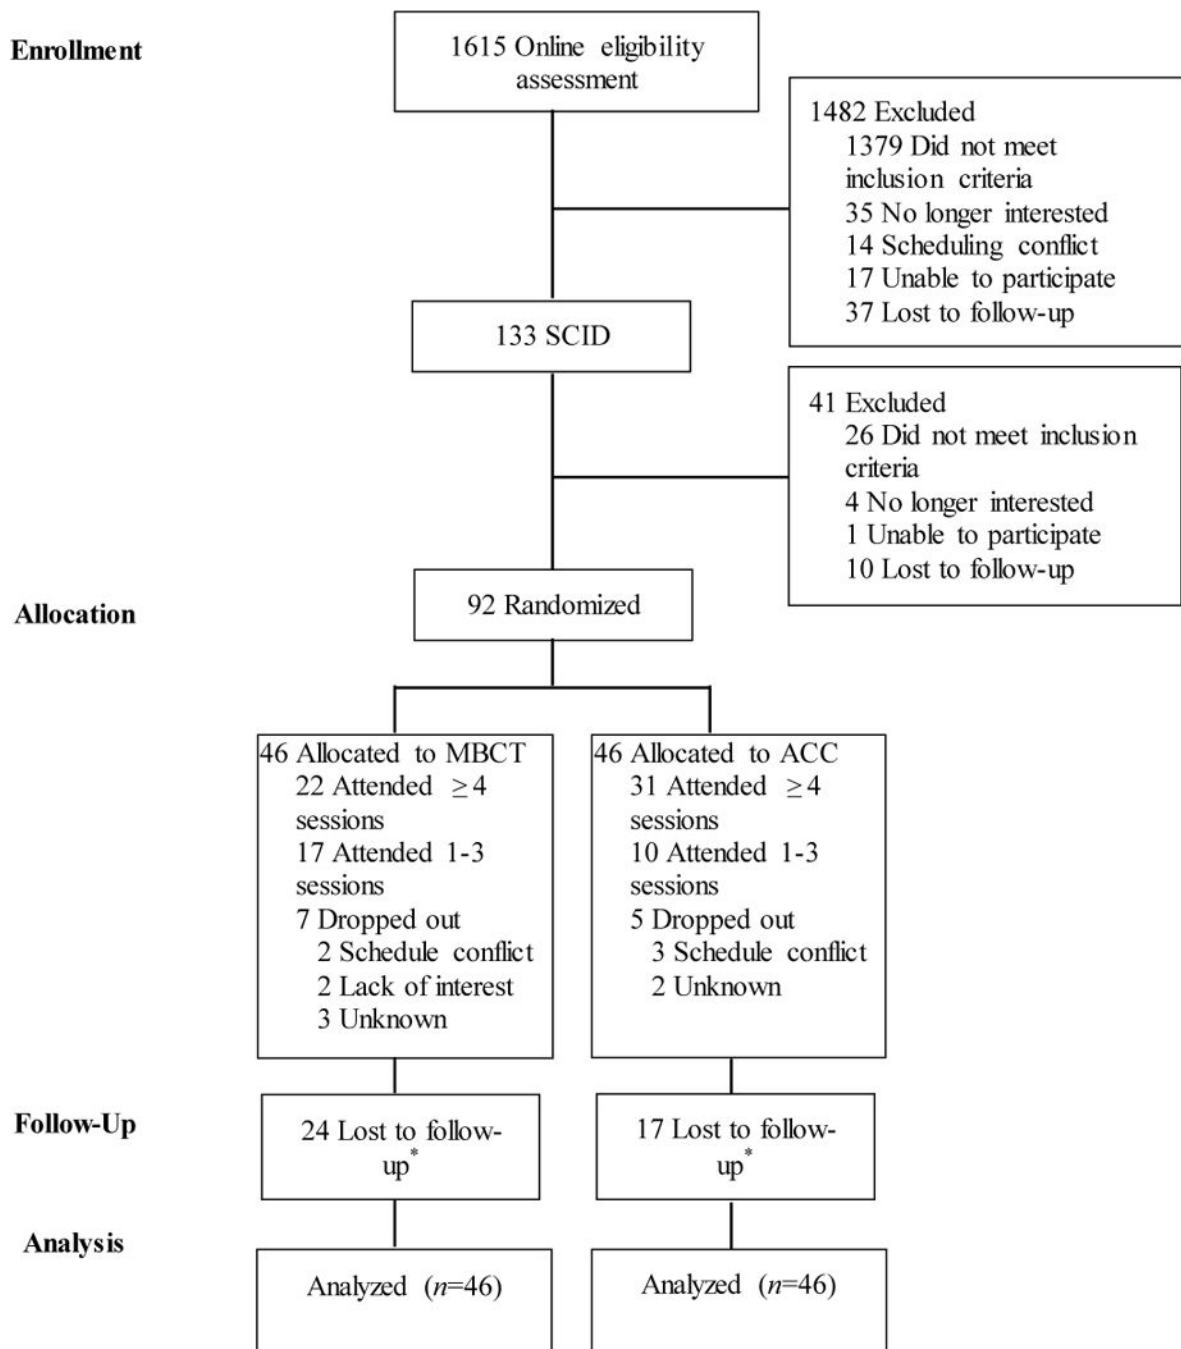 Enrollment
1615 Online eligibility
assessment
1482 Excluded
1379 Did not meet
inclusion criteria
35 No longer interested
14 Scheduling conflict
17 Unable to participate
37 Lost to follow-up
133 SCID
41 Excluded
26 Did not meet inclusion
criteria
4 No longer interested
1 Unable to participate
10 Lost to follow-up
Allocation
92 Randomized
46 Allocated to MBCT
22 Attended ≥ 4
sessions
17 Attended 1-3
sessions
7 Dropped out
2 Schedule conflict
2 Lack of interest
3 Unknown
46 Allocated to ACC
31 Attended ≥ 4
sessions
10 Attended 1-3
sessions
5 Dropped out
3 Schedule conflict
2 Unknown
Follow-Up
24 Lost to follow-
up*
17 Lost to follow-
up*
Analysis
Analyzed (n=46)
Analyzed (n=46)